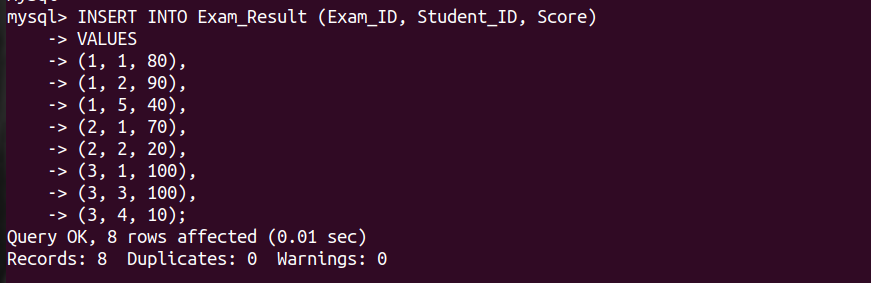 mysql> INSERT INTO Exam_Result (Exam_ID, Student_ID, Score)
    -> VALUES
    -> (1, 1, 80),
    -> (1, 2, 90),
    -> (1, 5, 40),
    -> (2, 1, 70),
    -> (2, 2, 20),
    -> (3, 1, 100),
    -> (3, 3, 100),
    -> (3, 4, 10);
Query OK, 8 rows affected (0.01 sec)
Records: 8  Duplicates: 0  Warnings: 0